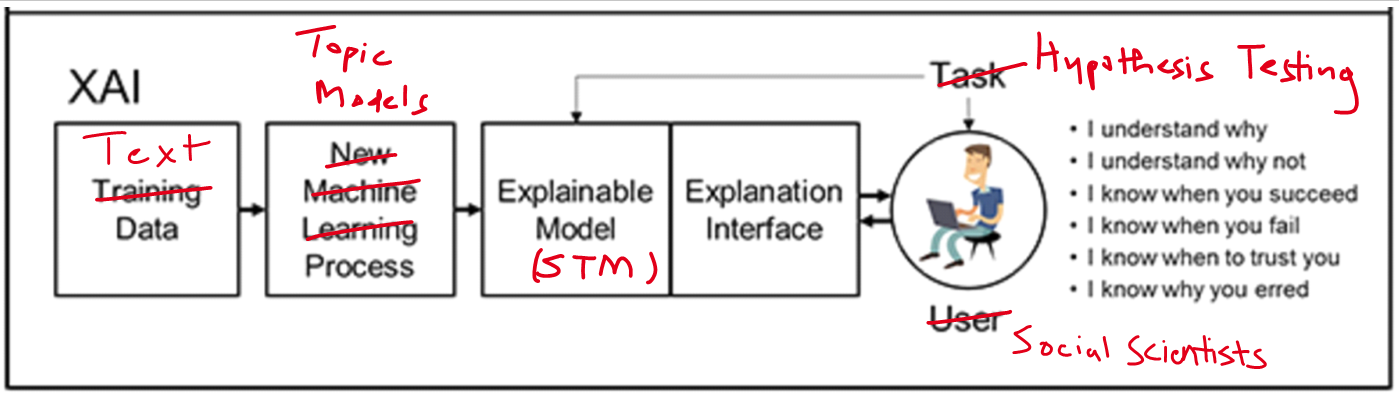 XAI
Topic
Models
Task Hypothesis Testing
Text
Training
Data
New
Machine
Learning
Process
Explainable
Model
(STM)
Explanation
Interface
• I understand why
• I understand why not
• I know when you succeed
• I know when you fail
• I know when to trust you
• I know why you erred
User
Social Scientists